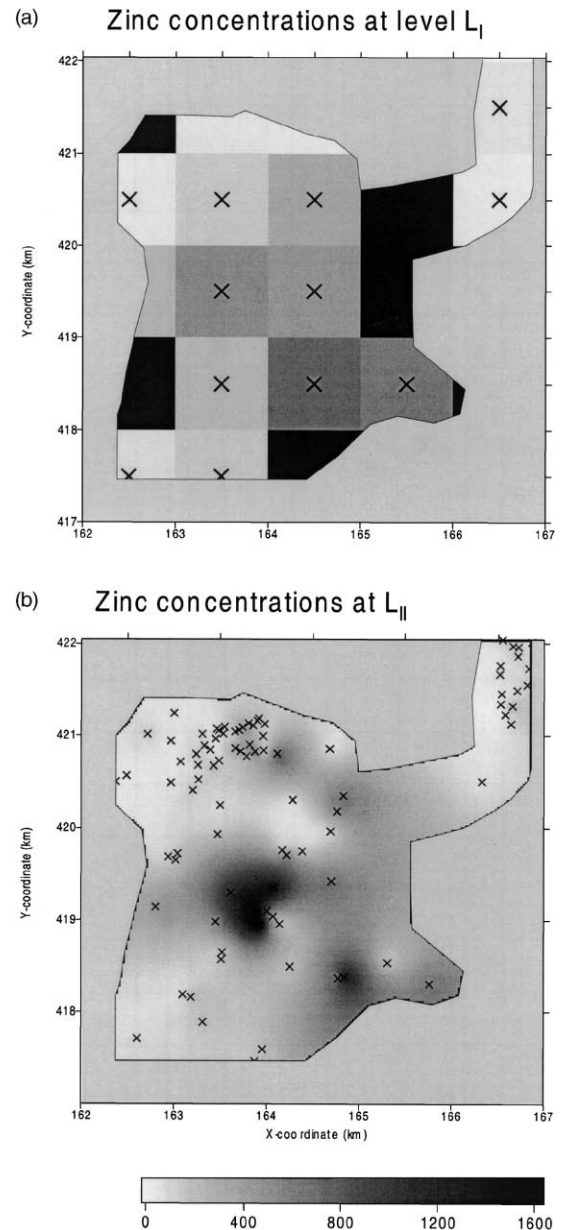 (a) Zinc concentrations at level L_I
422
421
420
419
418
417
Y-coordinate (km)
162 163 164 165 166 167
(b) Zinc concentrations at L_II
422
421
420
419
418
Y-coordinate (km)
162 163 164 165 166 167
X-coordinate (km)
0 400 800 1200 1600